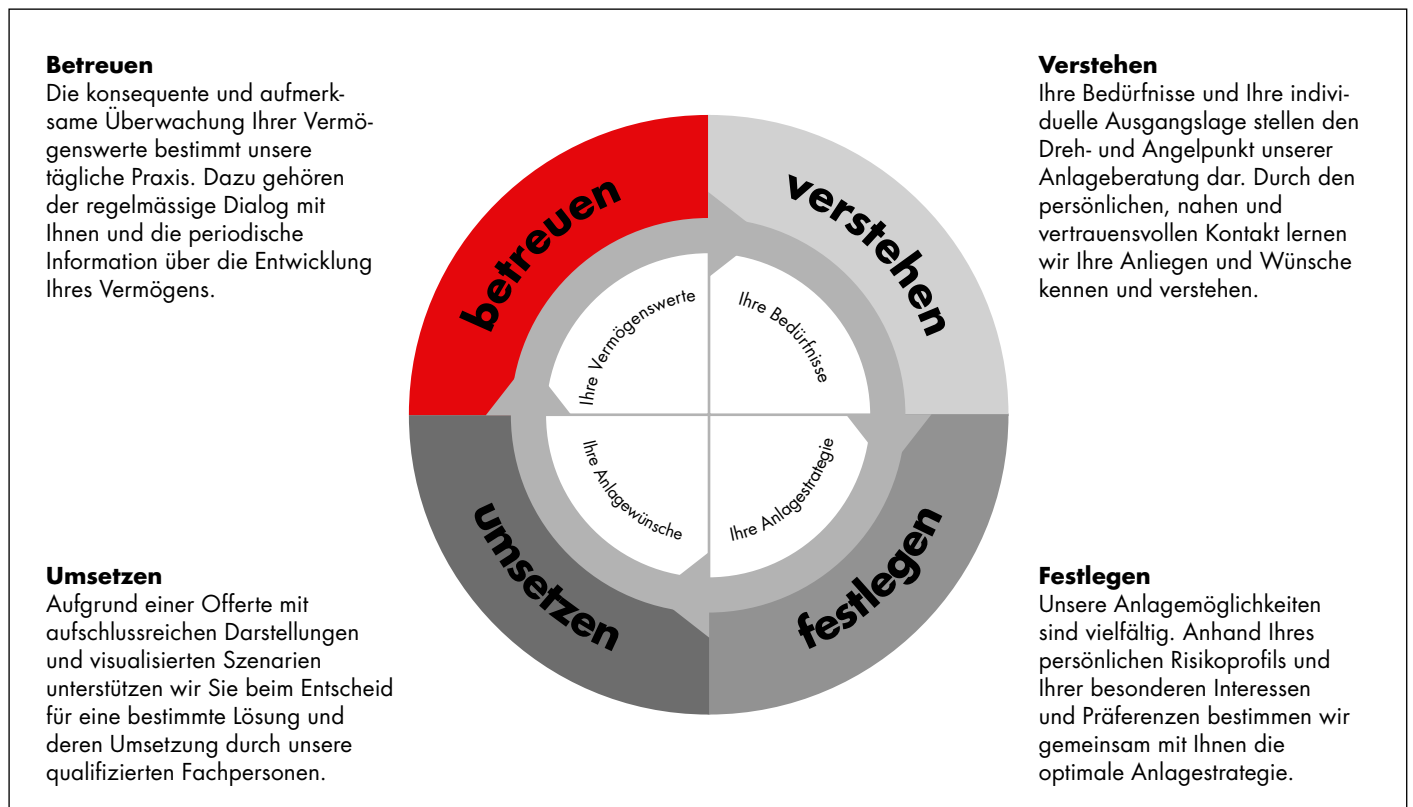 Betreuen
Die konsequente und aufmerk-
same Überwachung Ihrer Vermö-
genswerte bestimmt unsere
tägliche Praxis. Dazu gehören
der regelmässige Dialog mit
Ihnen und die periodische
Information über die Entwicklung
Ihres Vermögens.
Verstehen
Ihre Bedürfnisse und Ihre indivi-
duelle Ausgangslage stellen den
Dreh- und Angelpunkt unserer
Anlageberatung dar. Durch den
persönlichen, nahen und
vertrauensvollen Kontakt lernen
wir Ihre Anliegen und Wünsche
kennen und verstehen.
betreuen
verstehen
Ihre Vermögenswerte
Ihre Bedürfnisse
Ihre Anlagewünsche
Ihre Anlagestrategie
umsetzen
festlegen
Umsetzen
Aufgrund einer Offerte mit
aufschlussreichen Darstellungen
und visualisierten Szenarien
unterstützen wir Sie beim Entscheid
für eine bestimmte Lösung und
deren Umsetzung durch unsere
qualifizierten Fachpersonen.
Festlegen
Unsere Anlagemöglichkeiten
sind vielfältig. Anhand Ihres
persönlichen Risikoprofils und
Ihrer besonderen Interessen
und Präferenzen bestimmen wir
gemeinsam mit Ihnen die
optimale Anlagestrategie.